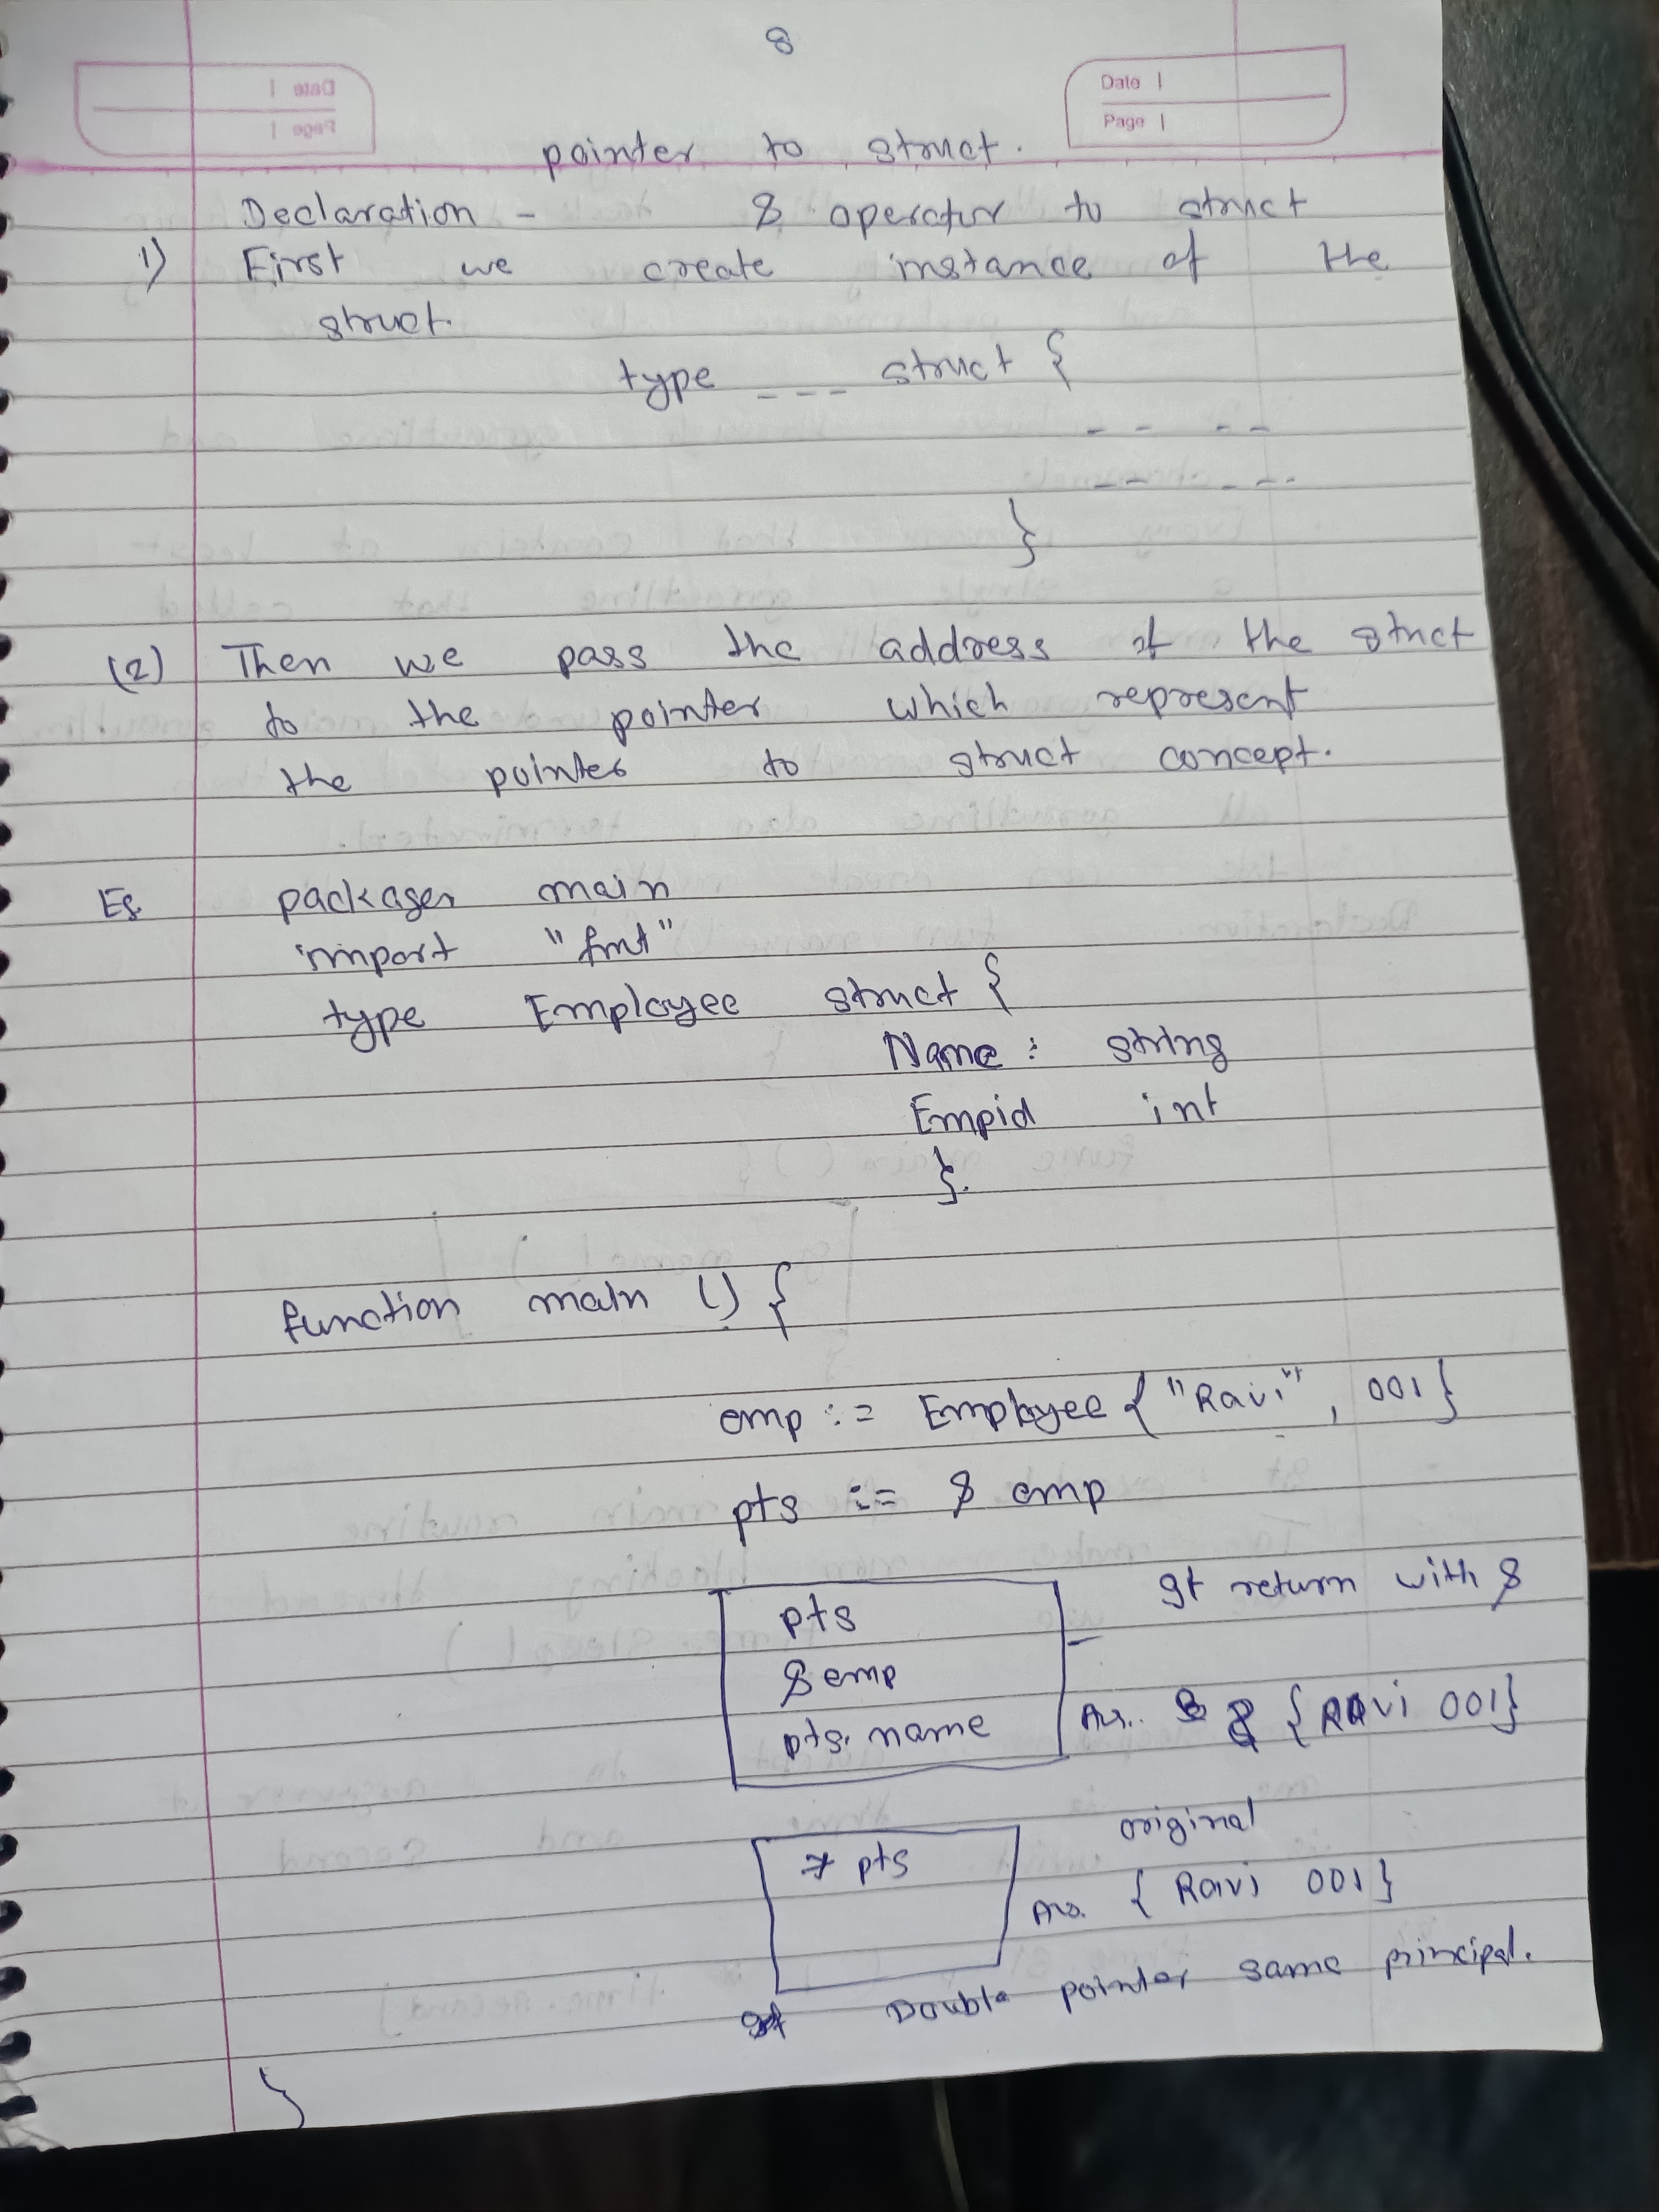 8
Date
Page
pointer to struct.
Declaration - & operator to struct
1) First we create instance of the
struct.
type --- struct {
-- --
-- --
}
(2) Then we pass the address of the struct
to the pointer which represent
the pointer to struct concept.
Eg. packages main
import "fmt"
type Employee struct {
Name : string
Empid int
}.
function main () {
emp := Employee { "Ravi", 001}
pts := & emp
pts
It return with &
& emp
pts. name
Ans. & {RAVi 001}
original
* pts
Ans. { Ravi 001}
Double pointer same principal.
}